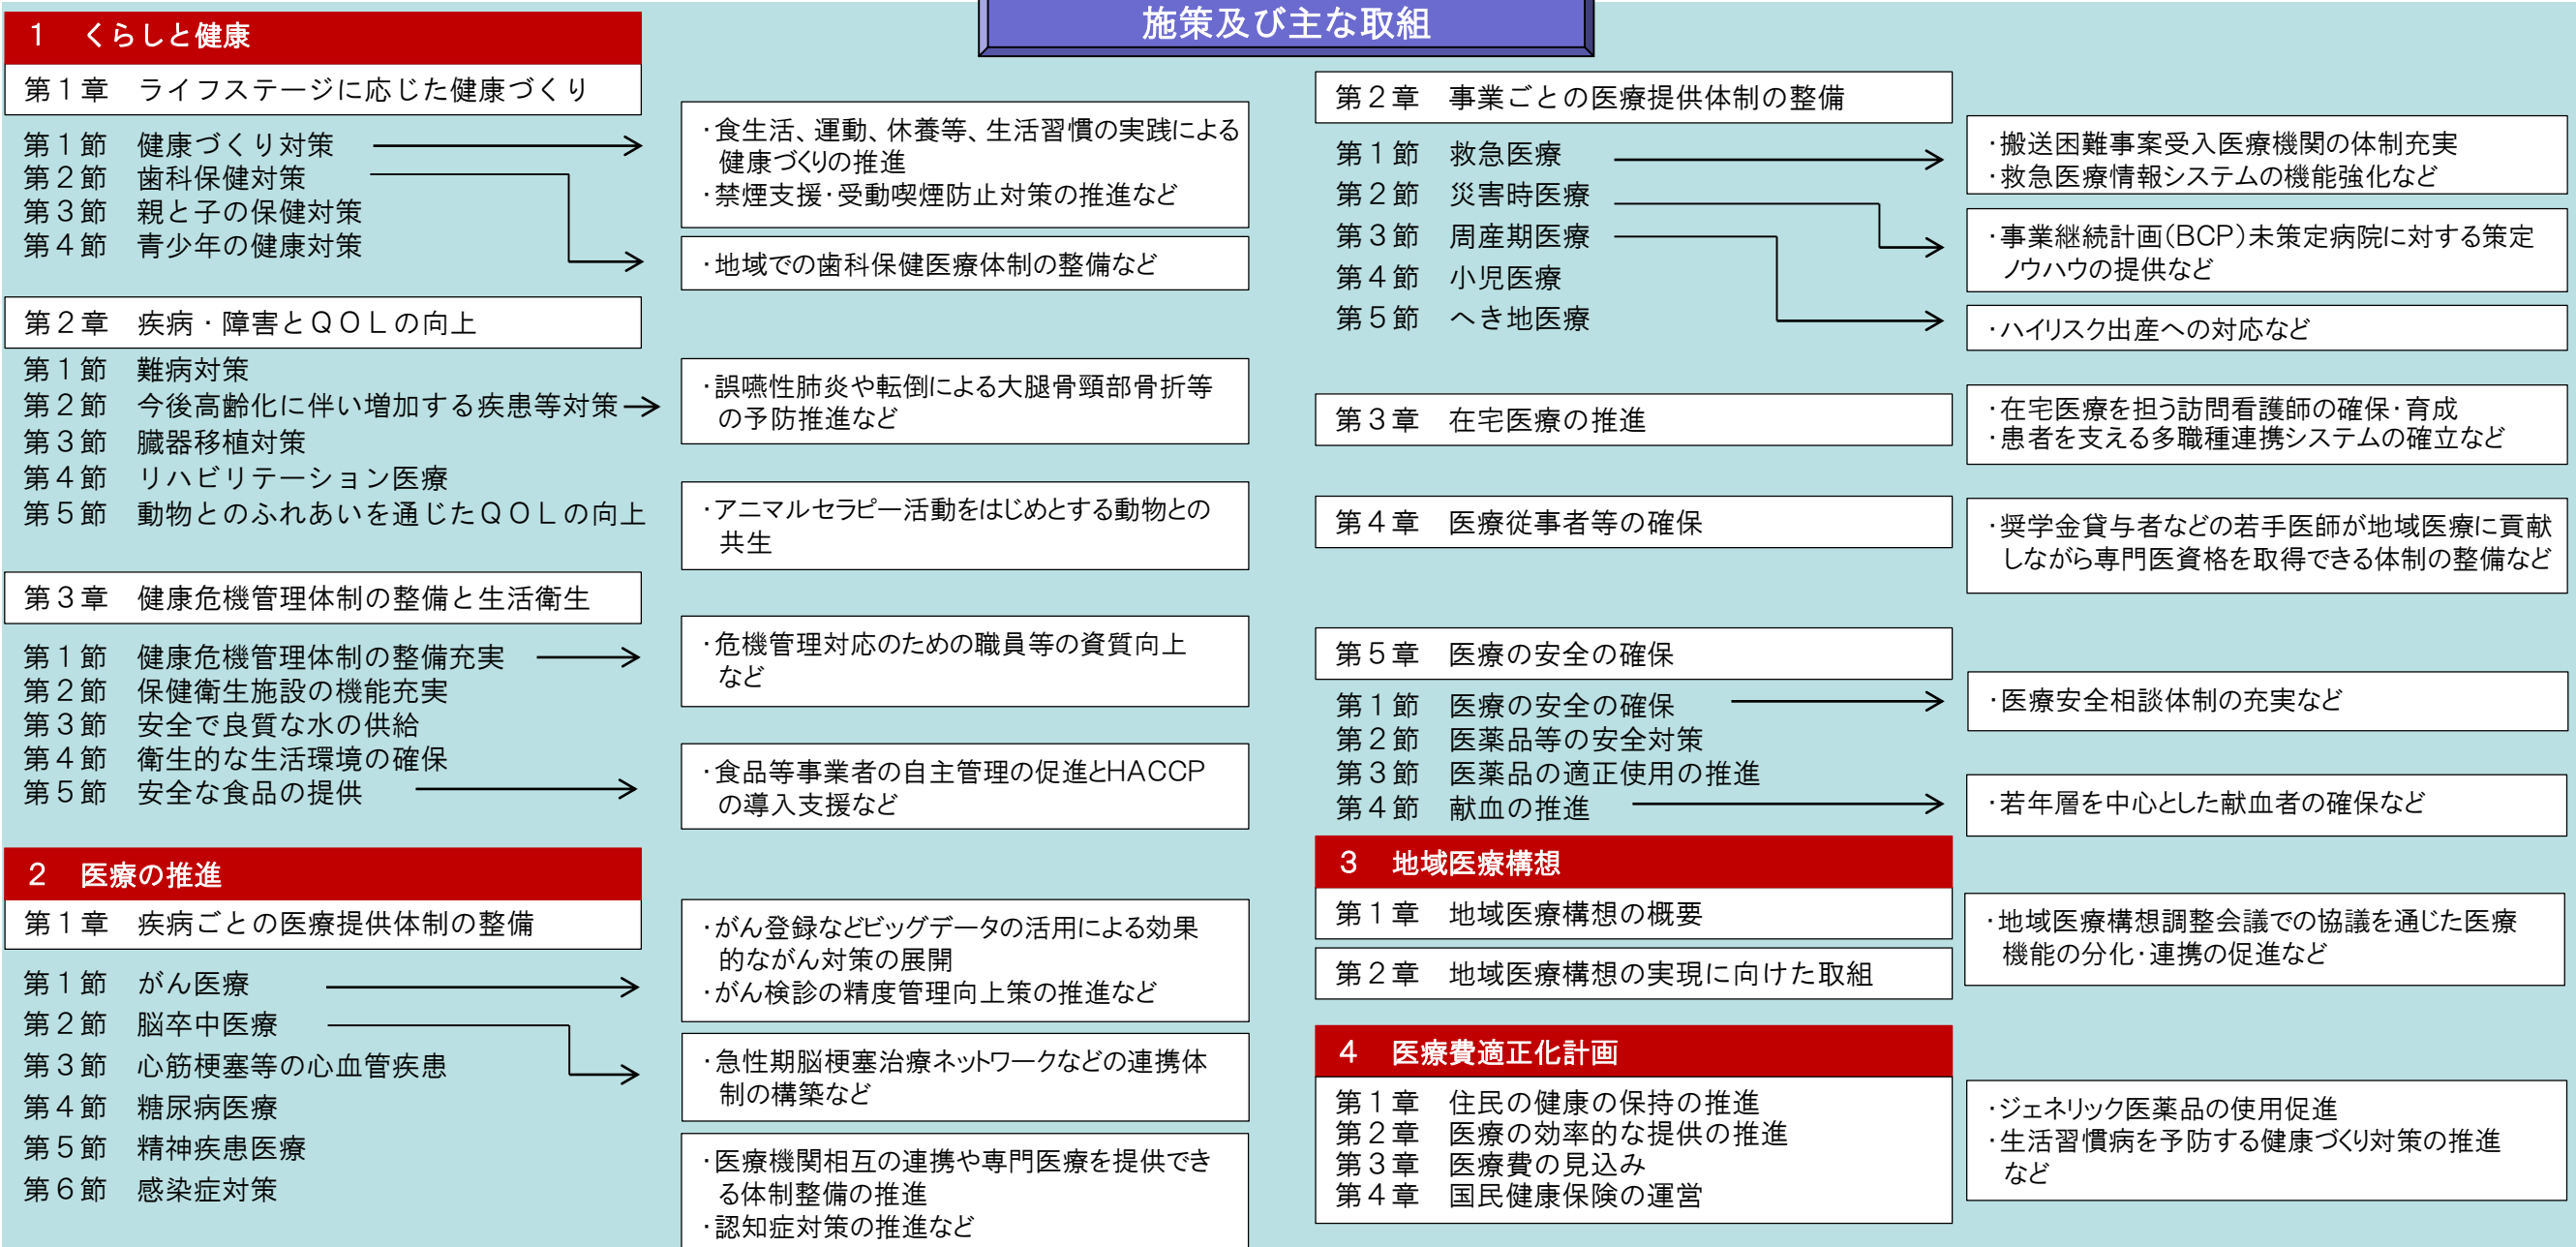 施策及び主な取組
1 くらしと健康
第1章 ライフステージに応じた健康づくり
第1節 健康づくり対策
第2節 歯科保健対策
第3節 親と子の保健対策
第4節 青少年の健康対策
・食生活、運動、休養等、生活習慣の実践による
健康づくりの推進
・禁煙支援・受動喫煙防止対策の推進など
・地域での歯科保健医療体制の整備など
第2章 疾病・障害とQOLの向上
第1節 難病対策
第2節 今後高齢化に伴い増加する疾患等対策
第3節 臓器移植対策
第4節 リハビリテーション医療
第5節 動物とのふれあいを通じたQOLの向上
・誤嚥性肺炎や転倒による大腿骨頸部骨折等
の予防推進など
・アニマルセラピー活動をはじめとする動物との
共生
第3章 健康危機管理体制の整備と生活衛生
第1節 健康危機管理体制の整備充実
第2節 保健衛生施設の機能充実
第3節 安全で良質な水の供給
第4節 衛生的な生活環境の確保
第5節 安全な食品の提供
・危機管理対応のための職員等の資質向上
など
・食品等事業者の自主管理の促進とHACCP
の導入支援など
2 医療の推進
第1章 疾病ごとの医療提供体制の整備
第1節 がん医療
第2節 脳卒中医療
第3節 心筋梗塞等の心血管疾患
第4節 糖尿病医療
第5節 精神疾患医療
第6節 感染症対策
・がん登録などビッグデータの活用による効果
的ながん対策の展開
・がん検診の精度管理向上策の推進など
・急性期脳梗塞治療ネットワークなどの連携体
制の構築など
・医療機関相互の連携や専門医療を提供でき
る体制整備の推進
・認知症対策の推進など
第2章 事業ごとの医療提供体制の整備
第1節 救急医療
第2節 災害時医療
第3節 周産期医療
第4節 小児医療
第5節 へき地医療
・搬送困難事案受入医療機関の体制充実
・救急医療情報システムの機能強化など
・事業継続計画(BCP)未策定病院に対する策定
ノウハウの提供など
・ハイリスク出産への対応など
第3章 在宅医療の推進
・在宅医療を担う訪問看護師の確保・育成
・患者を支える多職種連携システムの確立など
第4章 医療従事者等の確保
・奨学金貸与者などの若手医師が地域医療に貢献
しながら専門医資格を取得できる体制の整備など
第5章 医療の安全の確保
第1節 医療の安全の確保
第2節 医薬品等の安全対策
第3節 医薬品の適正使用の推進
第4節 献血の推進
・医療安全相談体制の充実など
・若年層を中心とした献血者の確保など
3 地域医療構想
第1章 地域医療構想の概要
第2章 地域医療構想の実現に向けた取組
・地域医療構想調整会議での協議を通じた医療
機能の分化・連携の促進など
4 医療費適正化計画
第1章 住民の健康の保持の推進
第2章 医療の効率的な提供の推進
第3章 医療費の見込み
第4章 国民健康保険の運営
・ジェネリック医薬品の使用促進
・生活習慣病を予防する健康づくり対策の推進
など